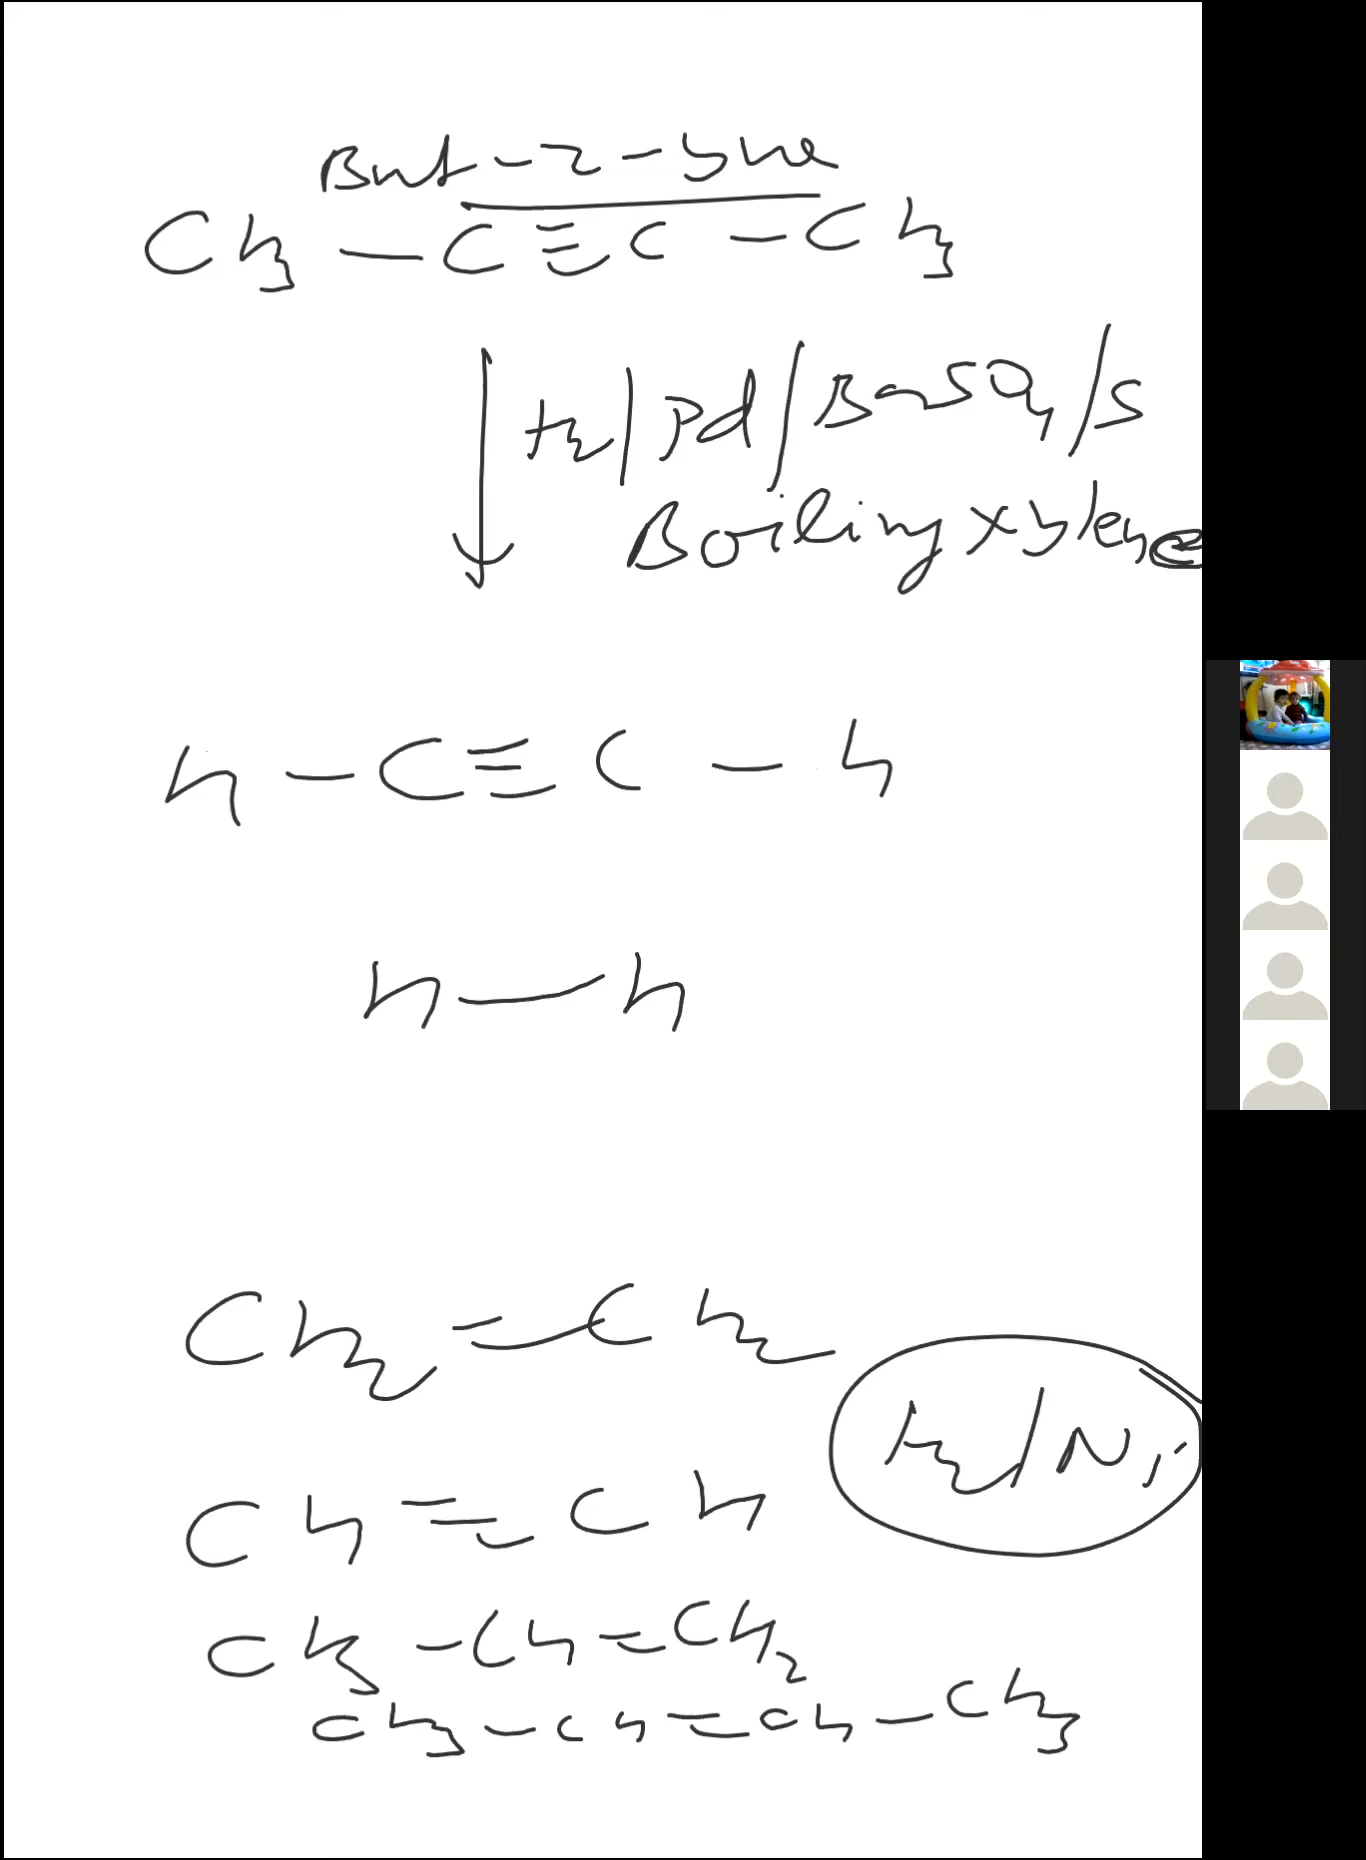 But-2-yne
CH3 — C ≡ C — CH3
H2 / Pd / BaSO4 / S
Boiling xylene
H — C ≡ C — H
H — H
CH2 = CH2
H2 / Ni
CH ≡ CH
CH3 - CH = CH2
CH3 - CH = CH - CH3